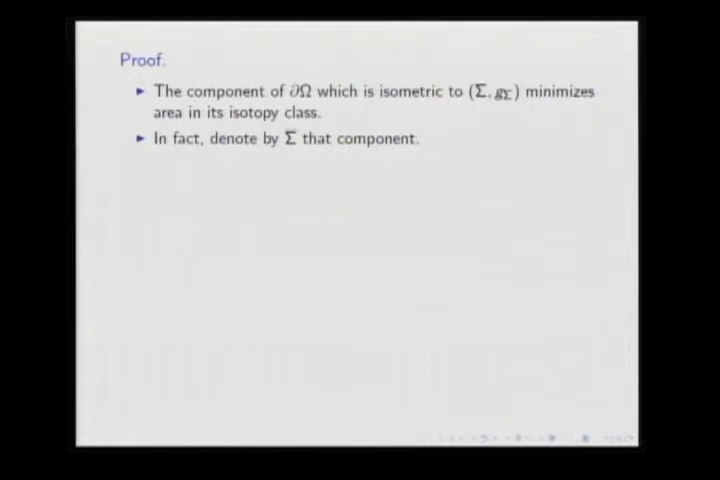 Proof.
▶ The component of ∂Ω which is isometric to (Σ, g_Σ) minimizes
area in its isotopy class.
▶ In fact, denote by Σ that component.